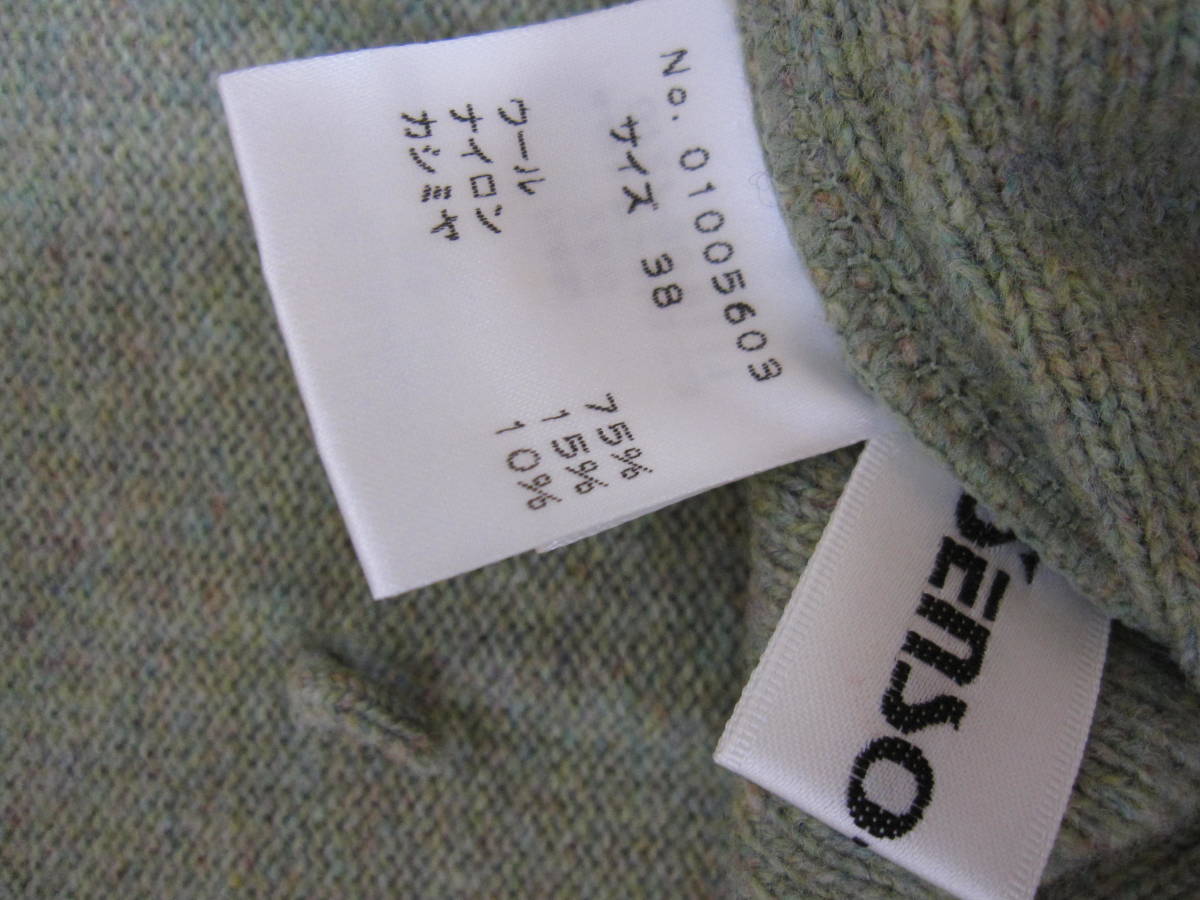 No. 01005603
サイズ 38
ウール 75%
ナイロン 15%
カシミヤ 10%
SENSO